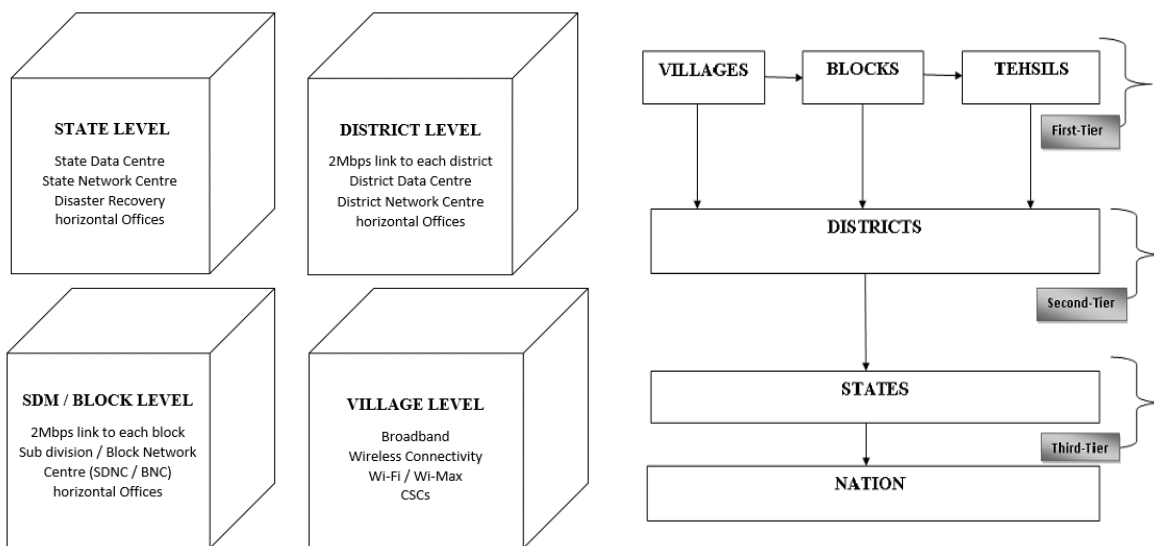 STATE LEVEL
State Data Centre
State Network Centre
Disaster Recovery
horizontal Offices
DISTRICT LEVEL
2Mbps link to each district
District Data Centre
District Network Centre
horizontal Offices
SDM / BLOCK LEVEL
2Mbps link to each block
Sub division / Block Network
Centre (SDNC / BNC)
horizontal Offices
VILLAGE LEVEL
Broadband
Wireless Connectivity
Wi-Fi / Wi-Max
CSCs
VILLAGES
BLOCKS
TEHSILS
First-Tier
DISTRICTS
Second-Tier
STATES
Third-Tier
NATION